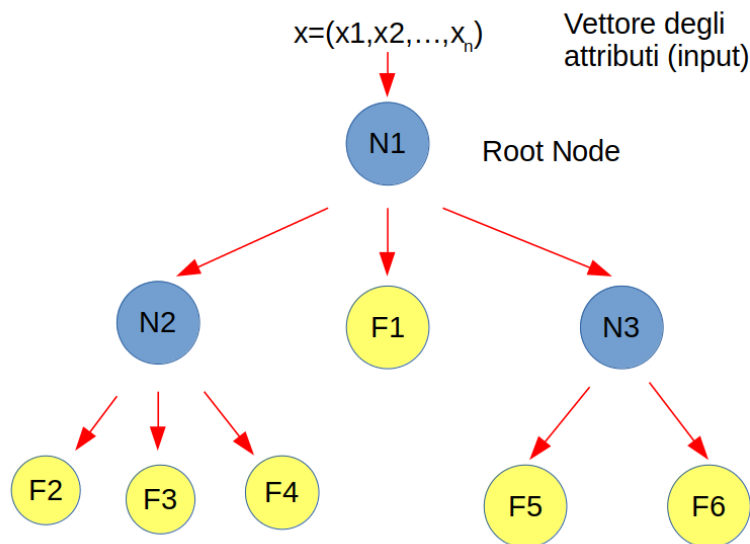 x=(x1,x2,...,xn)
Vettore degli
attributi (input)
N1
Root Node
N2
F1
N3
F2
F3
F4
F5
F6